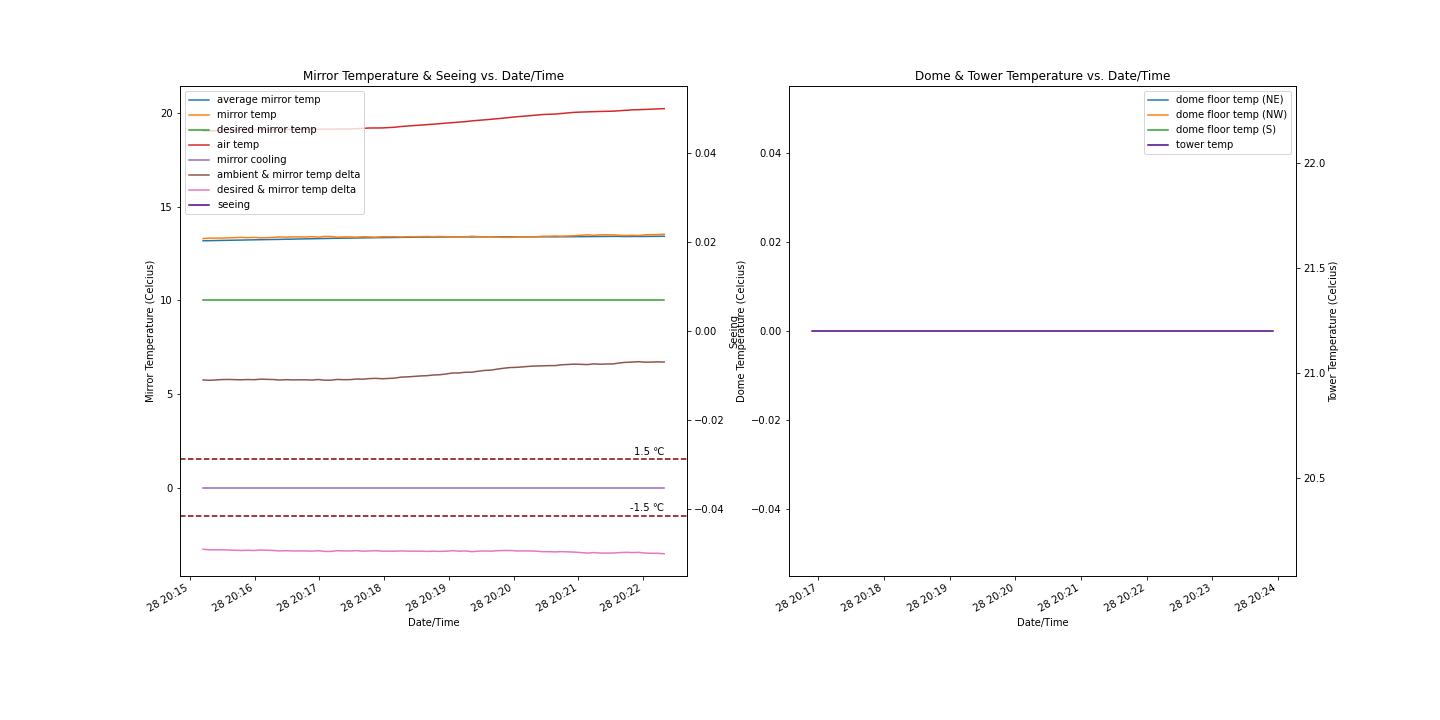 Mirror Temperature & Seeing vs. Date/Time
average mirror temp
mirror temp
desired mirror temp
air temp
mirror cooling
ambient & mirror temp delta
desired & mirror temp delta
seeing
20
15
10
5
0
Mirror Temperature (Celcius)
1.5 °C
-1.5 °C
0.04
0.02
0.00
−0.02
−0.04
Seeing
28 20:15
28 20:16
28 20:17
28 20:18
28 20:19
28 20:20
28 20:21
28 20:22
Date/Time
Dome & Tower Temperature vs. Date/Time
dome floor temp (NE)
dome floor temp (NW)
dome floor temp (S)
tower temp
0.04
0.02
0.00
−0.02
−0.04
Dome Temperature (Celcius)
22.0
21.5
21.0
20.5
Tower Temperature (Celcius)
28 20:17
28 20:18
28 20:19
28 20:20
28 20:21
28 20:22
28 20:23
28 20:24
Date/Time